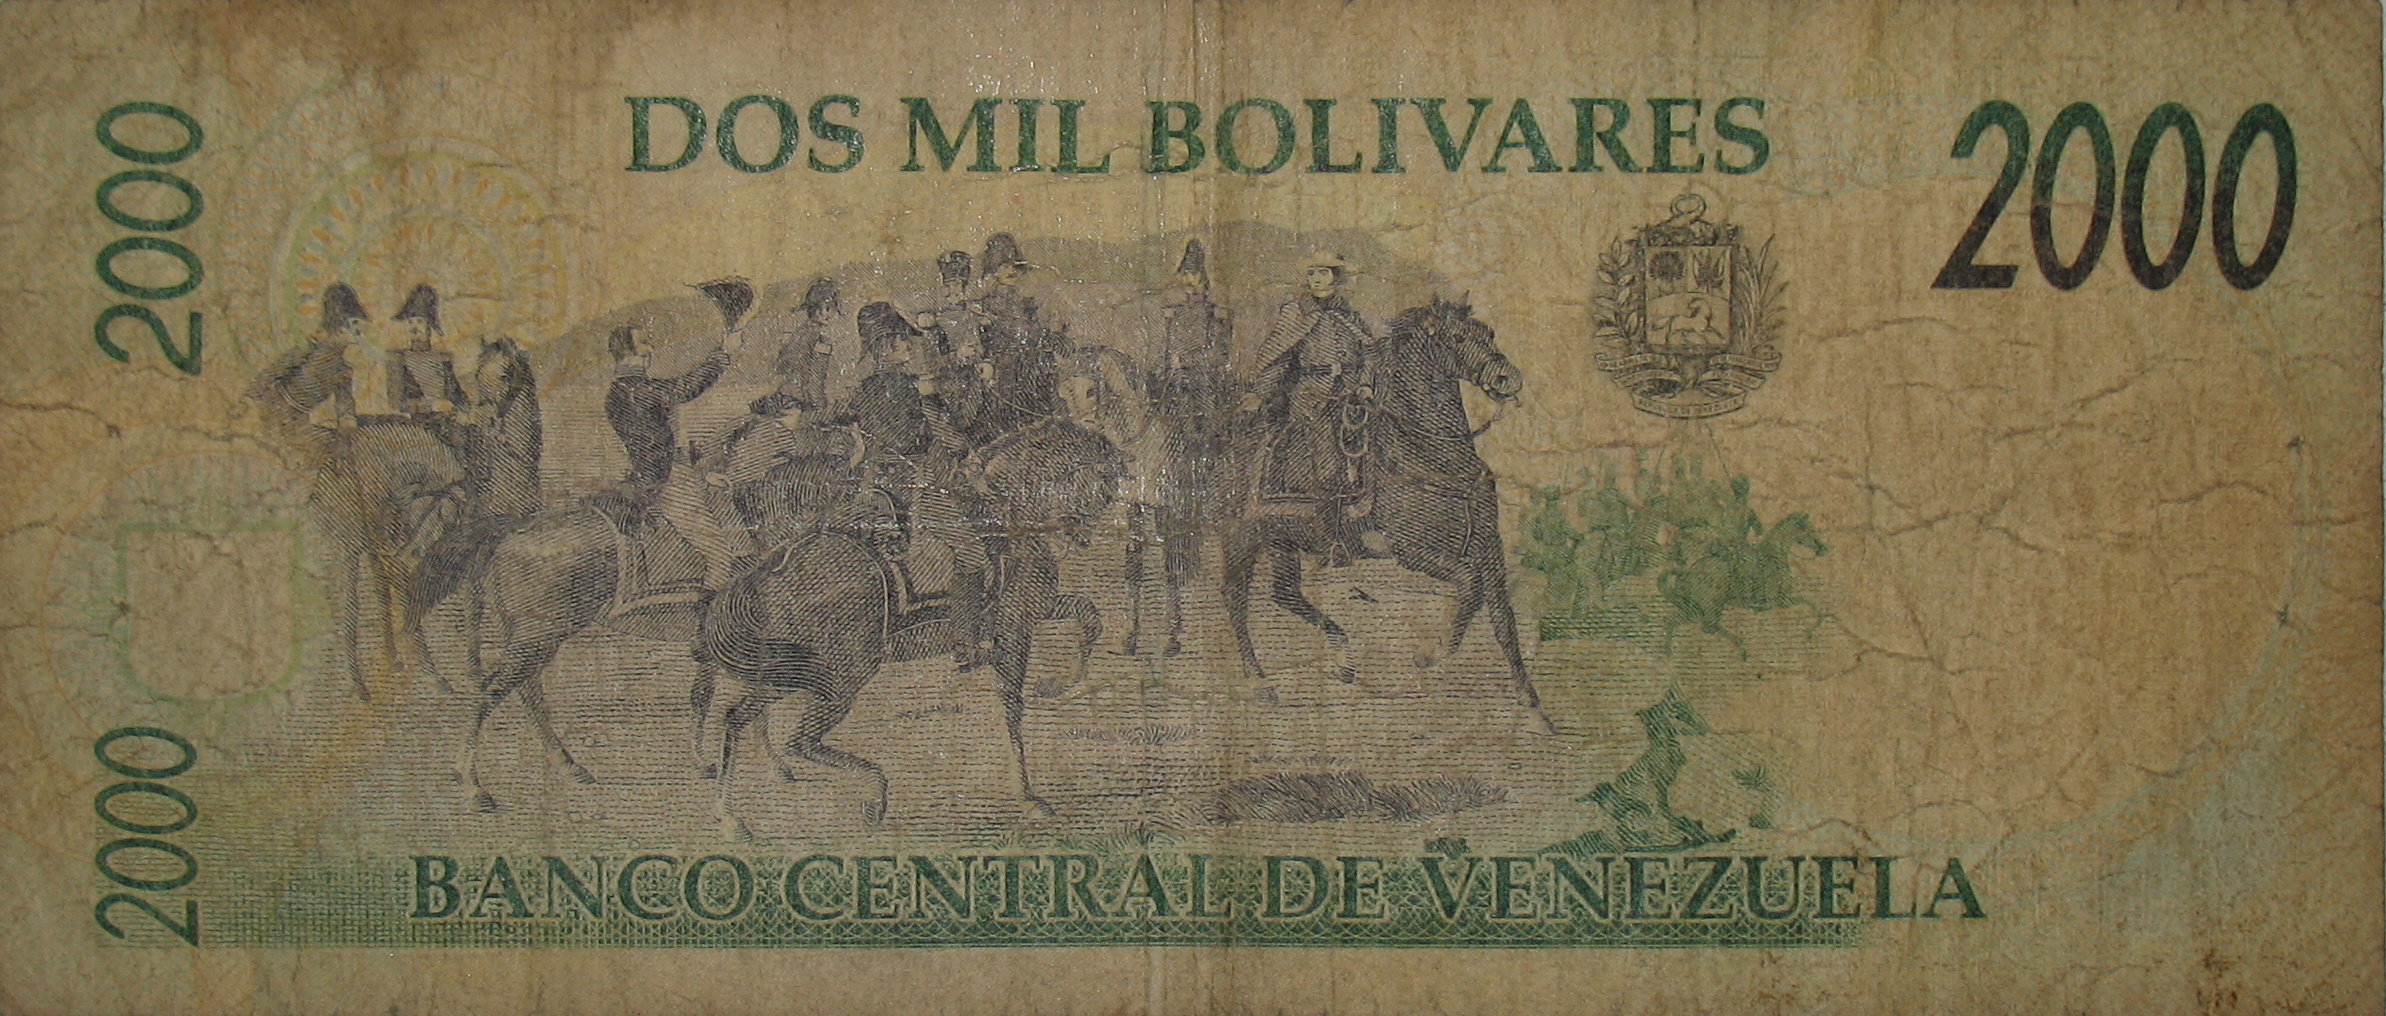 DOS MIL BOLIVARES
2000
2000
2000
BANCO CENTRAL DE VENEZUELA